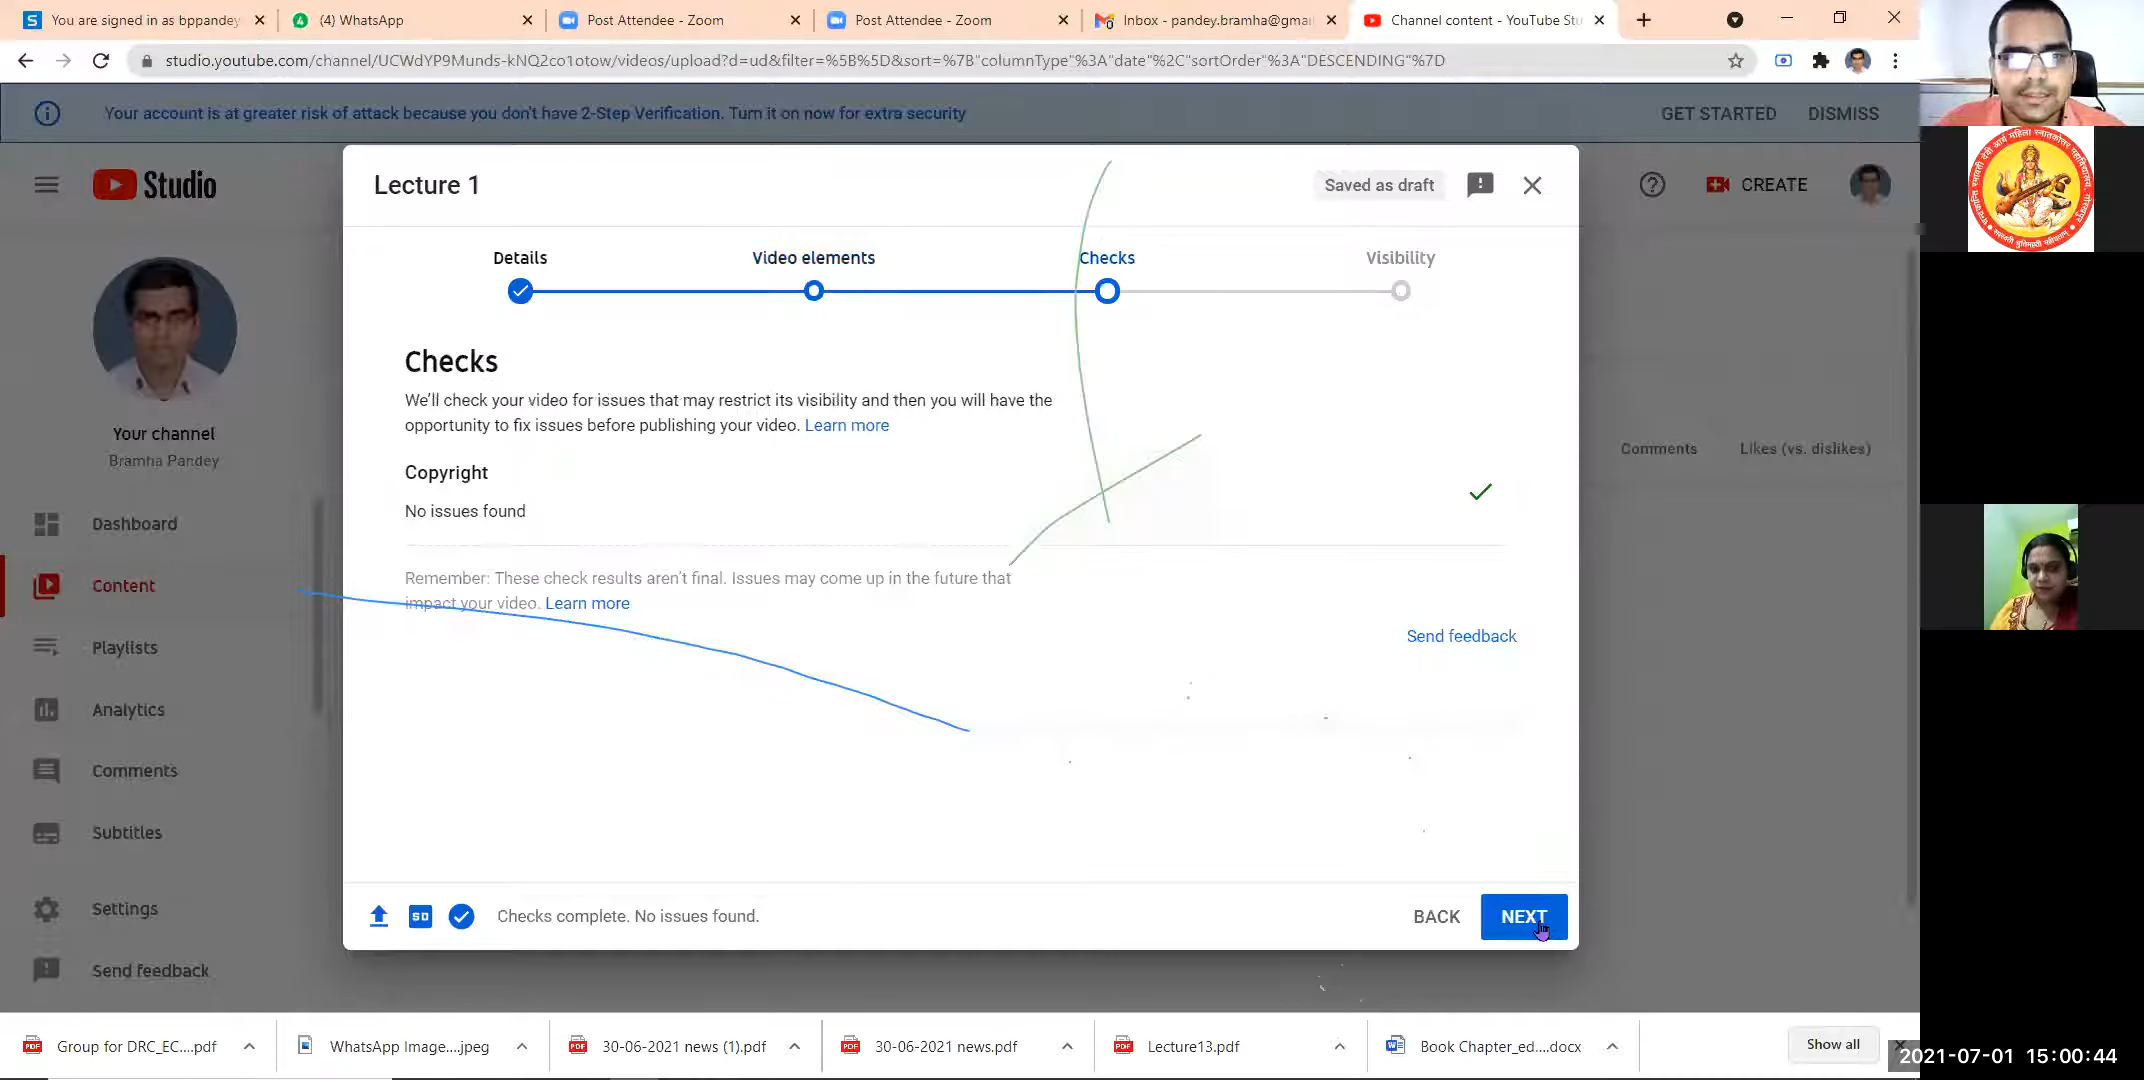 You are signed in as bppandey
(4) WhatsApp
Post Attendee - Zoom
Post Attendee - Zoom
Inbox - pandey.bramha@gmai
Channel content - YouTube Stu
studio.youtube.com/channel/UCWdYP9Munds-kNQ2co1otow/videos/upload?d=ud&filter=%5B%5D&sort=%7B"columnType"%3A"date"%2C"sortOrder"%3A"DESCENDING"%7D
Your account is at greater risk of attack because you don't have 2-Step Verification. Turn it on now for extra security
GET STARTED
DISMISS
Studio
CREATE
Lecture 1
Saved as draft
Details
Video elements
Checks
Visibility
Checks
We'll check your video for issues that may restrict its visibility and then you will have the
opportunity to fix issues before publishing your video. Learn more
Copyright
No issues found
Remember: These check results aren't final. Issues may come up in the future that
impact your video. Learn more
Send feedback
Your channel
Bramha Pandey
Dashboard
Content
Playlists
Analytics
Comments
Subtitles
Settings
Send feedback
Comments
Likes (vs. dislikes)
SD
Checks complete. No issues found.
BACK
NEXT
Group for DRC_EC....pdf
WhatsApp Image....jpeg
30-06-2021 news (1).pdf
30-06-2021 news.pdf
Lecture13.pdf
Book Chapter_ed....docx
Show all
2021-07-01 15:00:44